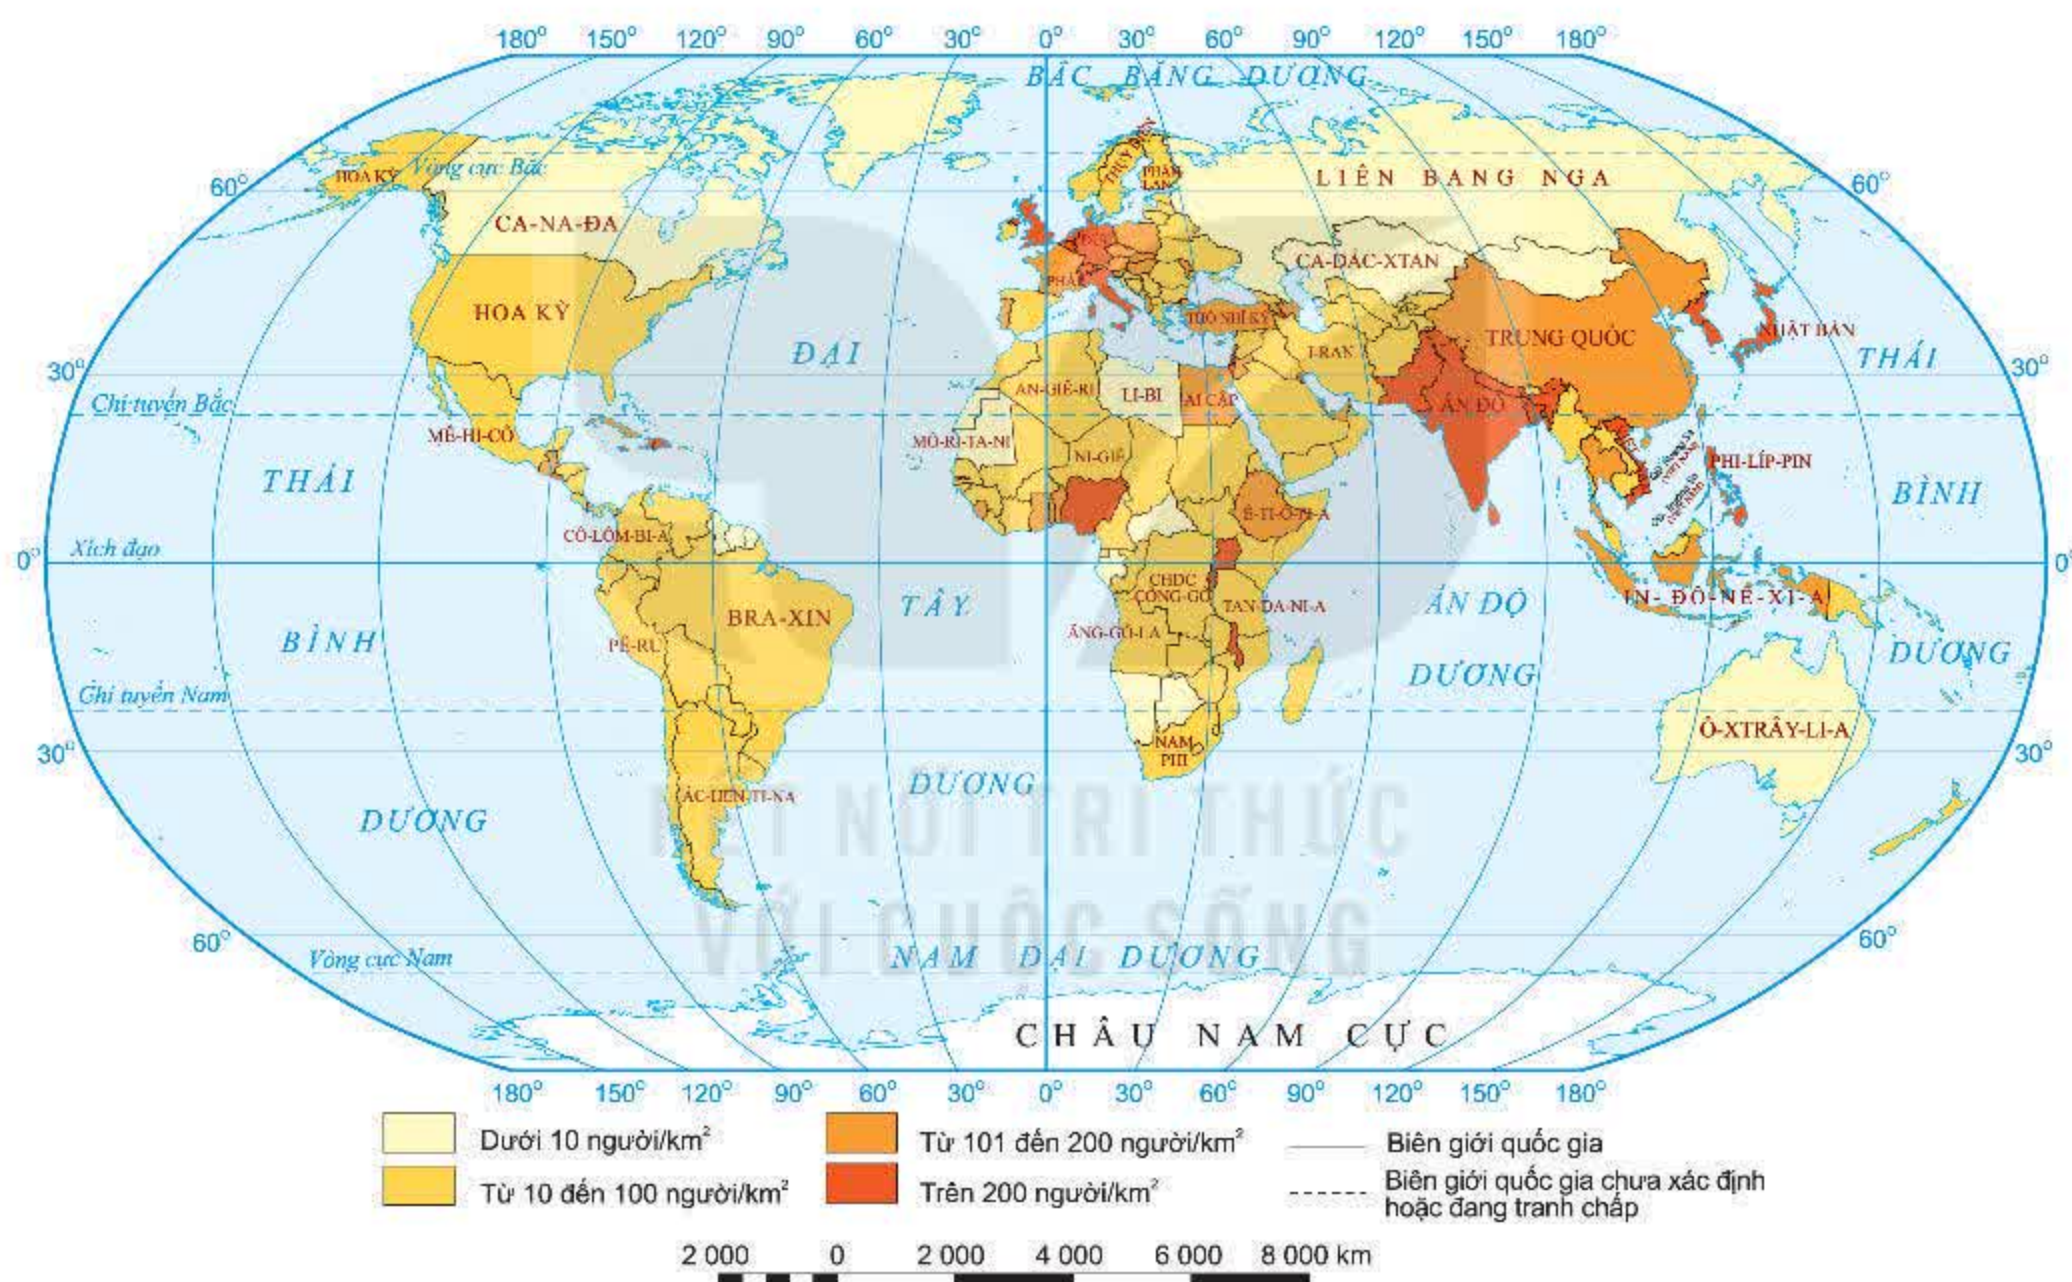 180° 150° 120° 90° 60° 30° 0° 30° 60° 90° 120° 150° 180°
BẮC BĂNG DƯƠNG
HOA KỲ
Vòng cực Bắc
60°
CA-NA-ĐA
PHẦN LAN
LIÊN BANG NGA
60°
CA-DẮC-XTAN
PHÁP
HOA KỲ
THỔ NHĨ KỲ
TRUNG QUỐC
NHẬT BẢN
ĐẠI
I-RAN
THÁI
30°
30°
AN-GIÊ-RI
LI-BI
AI CẬP
ẤN ĐỘ
Chí tuyến Bắc
MÊ-HI-CÔ
MÔ-RI-TA-NI
NI-GIÊ
PHI-LÍP-PIN
THÁI
BÌNH
Ê-TI-Ô-PI-A
CÔ-LÔM-BI-A
Xích đạo
0°
0°
CHDC CÔNG-GÔ
TAN-DA-NI-A
IN-ĐÔ-NÊ-XI-A
TÂY
ẤN ĐỘ
BRA-XIN
ĂNG-GÔ-LA
BÌNH
PÊ-RU
DƯƠNG
DƯƠNG
Chí tuyến Nam
Ô-XTRÂY-LI-A
30°
NAM PHI
30°
DƯƠNG
ÁC-HEN-TI-NA
DƯƠNG
KẾT NỐI TRI THỨC
VỚI CUỘC SỐNG
60°
60°
Vòng cực Nam
NAM ĐẠI DƯƠNG
CHÂU NAM CỰC
180° 150° 120° 90° 60° 30° 0° 30° 60° 90° 120° 150° 180°
Dưới 10 người/km²
Từ 10 đến 100 người/km²
Từ 101 đến 200 người/km²
Trên 200 người/km²
Biên giới quốc gia
Biên giới quốc gia chưa xác định
hoặc đang tranh chấp
2 000 0 2 000 4 000 6 000 8 000 km